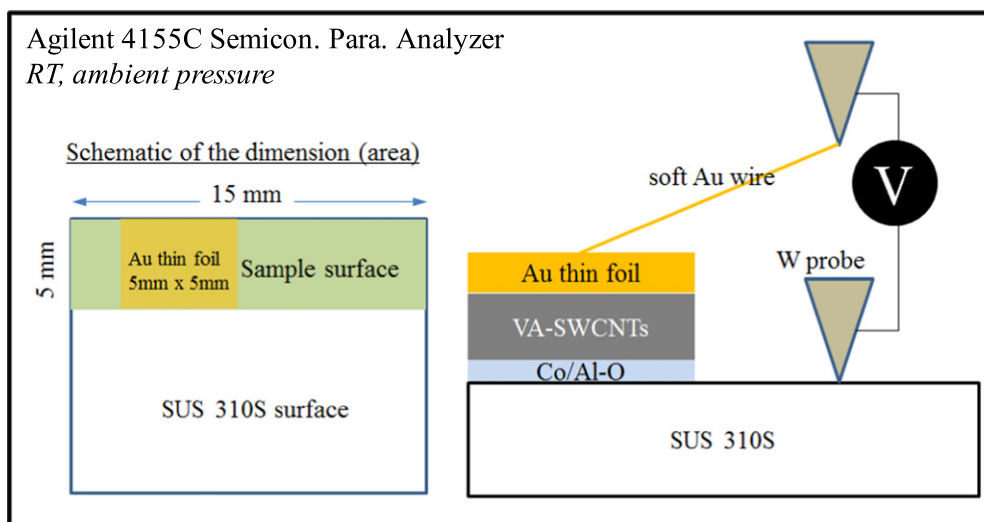 Agilent 4155C Semicon. Para. Analyzer
RT, ambient pressure
Schematic of the dimension (area)
15 mm
5 mm
Au thin foil
5mm x 5mm
Sample surface
SUS 310S surface
soft Au wire
V
W probe
Au thin foil
VA-SWCNTs
Co/Al-O
SUS 310S